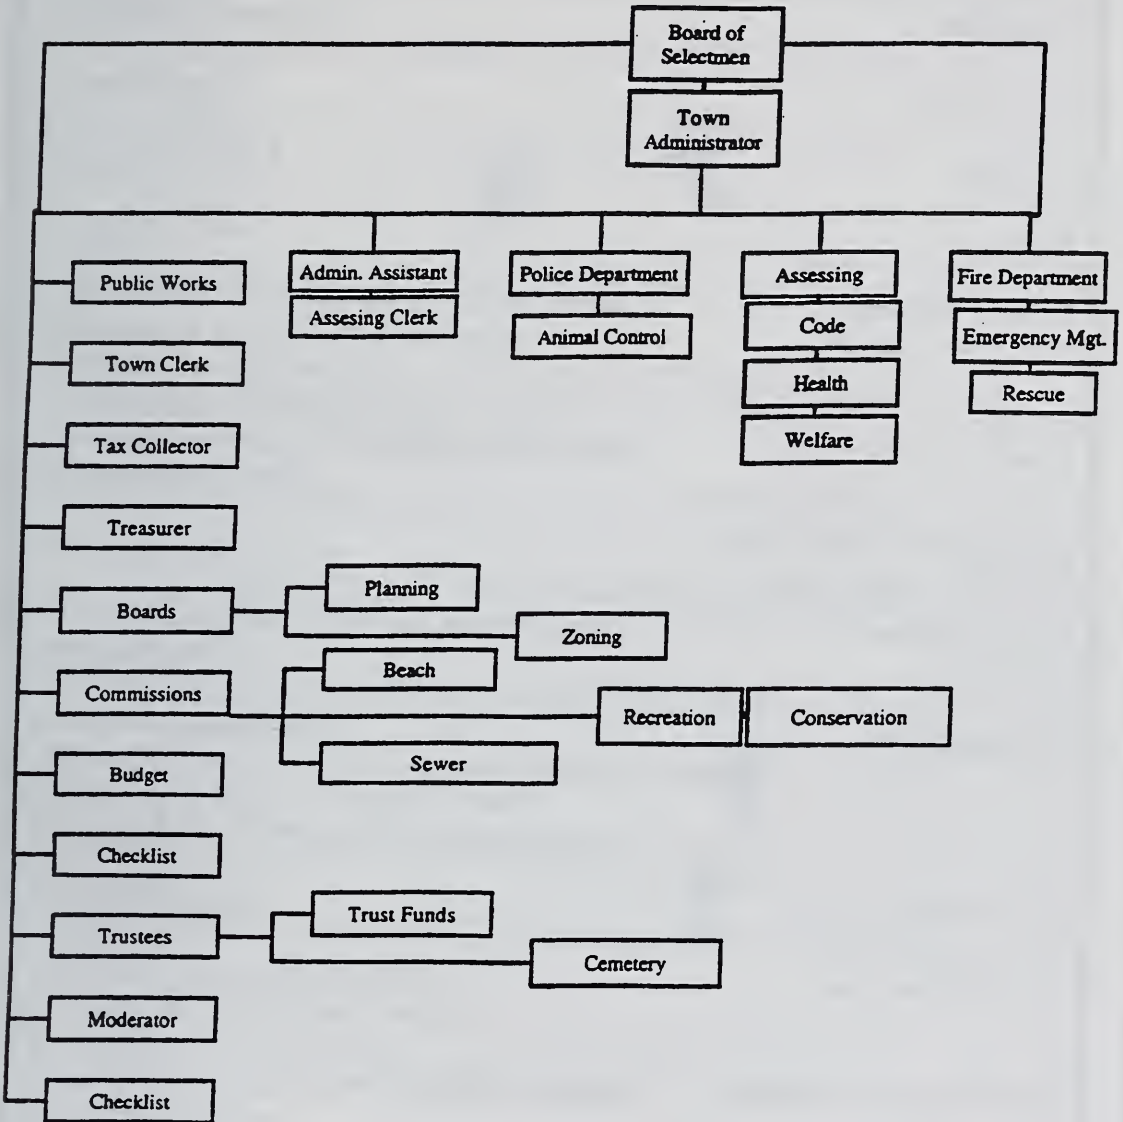 Board of
Selectmen
Town
Administrator
Public Works
Admin. Assistant
Police Department
Assessing
Fire Department
Assesing Clerk
Animal Control
Code
Emergency Mgt.
Town Clerk
Health
Rescue
Tax Collector
Welfare
Treasurer
Boards
Planning
Zoning
Commissions
Beach
Recreation
Conservation
Sewer
Budget
Checklist
Trustees
Trust Funds
Cemetery
Moderator
Checklist